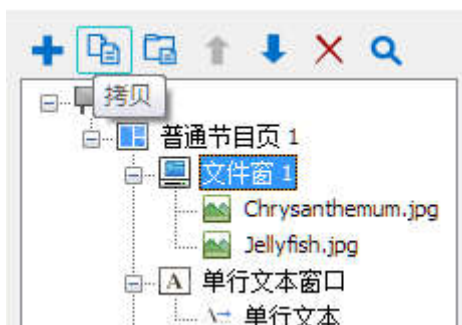 拷贝
普通节目页 1
文件窗 1
Chrysanthemum.jpg
Jellyfish.jpg
A 单行文本窗口
单行文本